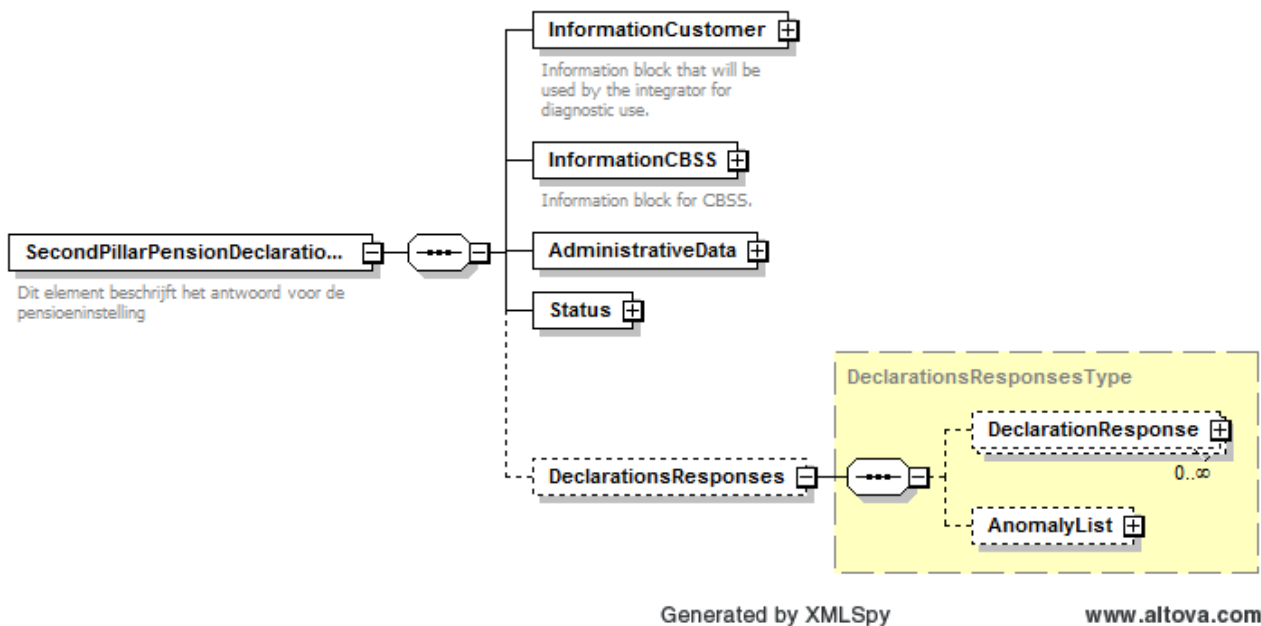 InformationCustomer
Information block that will be
used by the integrator for
diagnostic use.
InformationCBSS
Information block for CBSS.
SecondPillarPensionDeclaratio...
Dit element beschrijft het antwoord voor de
pensioeninstelling
AdministrativeData
Status
DeclarationsResponsesType
DeclarationResponse
0..∞
DeclarationsResponses
AnomalyList
Generated by XMLSpy
www.altova.com